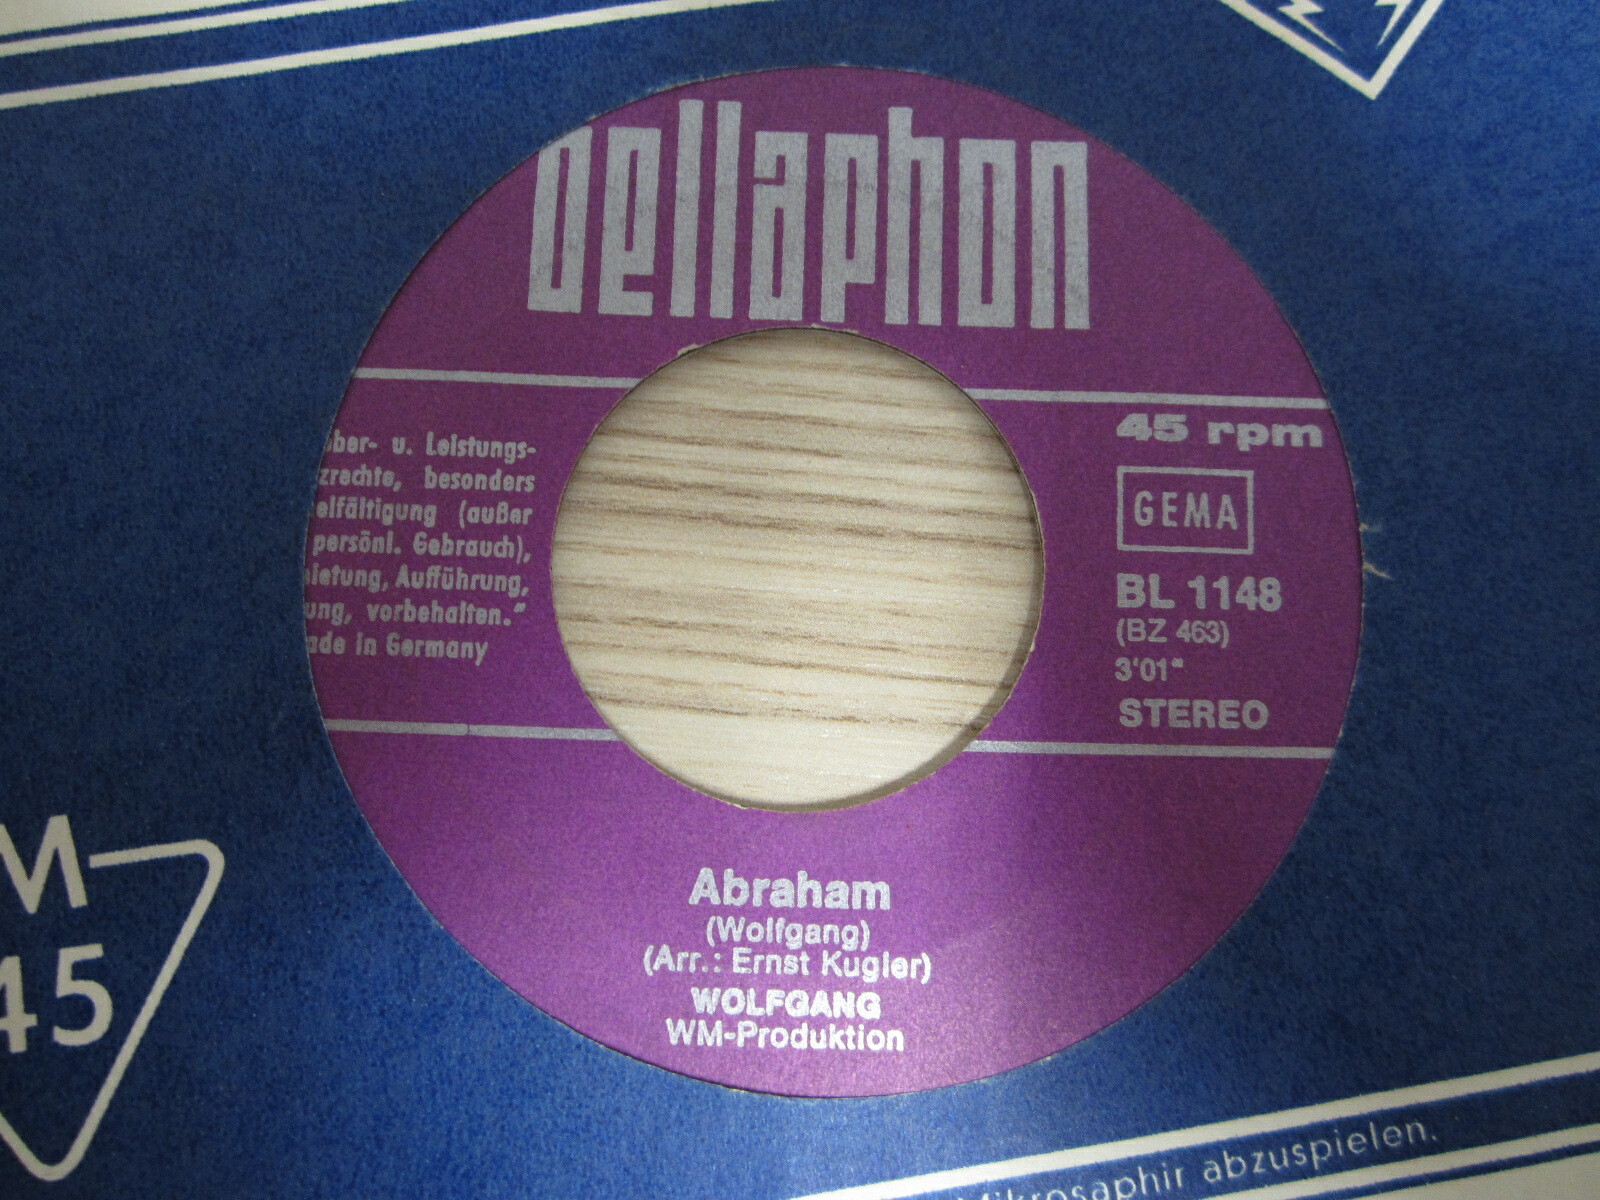 bellaphon
45 rpm
GEMA
BL 1148
(BZ 463)
3'01"
STEREO
ber- u. Leistungs-
zrechte, besonders
elfältigung (außer
persönl. Gebrauch),
ietung, Aufführung,
ung, vorbehalten."
ade in Germany
Abraham
(Wolfgang)
(Arr.: Ernst Kugler)
WOLFGANG
WM-Produktion
M
45
Mikrosaphir abzuspielen.